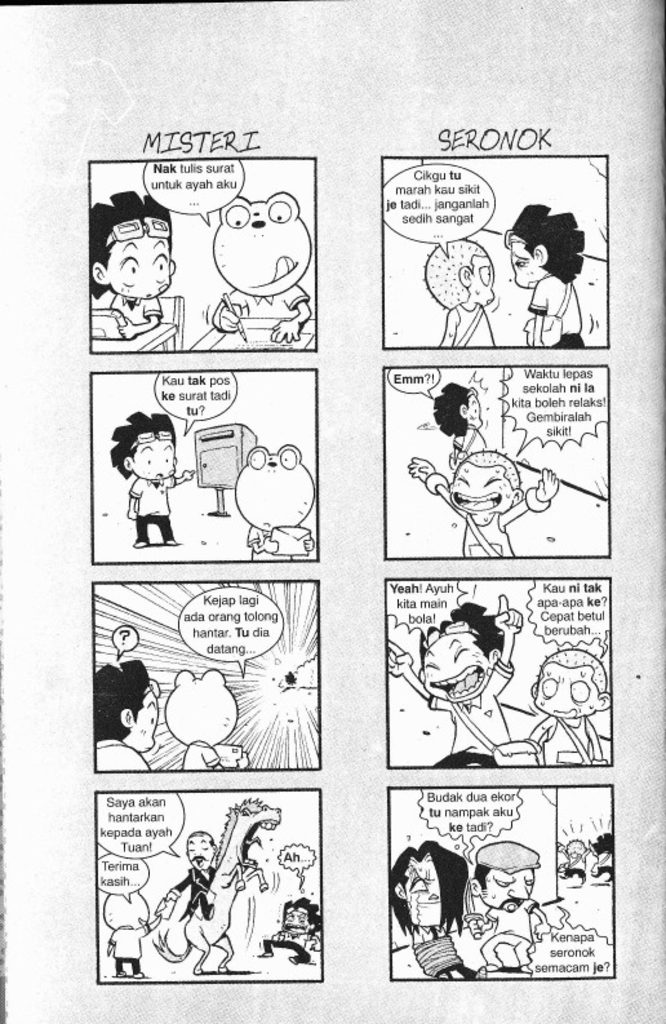 MISTERI
Nak tulis surat
untuk ayah aku
...
Kau tak pos
ke surat tadi
tu?
Kejap lagi
ada orang tolong
hantar. Tu dia
datang...
?
Saya akan
hantarkan
kepada ayah
Tuan!
Terima
kasih...
Ah...
SERONOK
Cikgu tu
marah kau sikit
je tadi... janganlah
sedih sangat
...
Emm?!
Waktu lepas
sekolah ni la
kita boleh relaks!
Gembiralah
sikit!
Yeah! Ayuh
kita main
bola!
Kau ni tak
apa-apa ke?
Cepat betul
berubah...
Budak dua ekor
tu nampak aku
ke tadi?
?
Kenapa
seronok
semacam je?